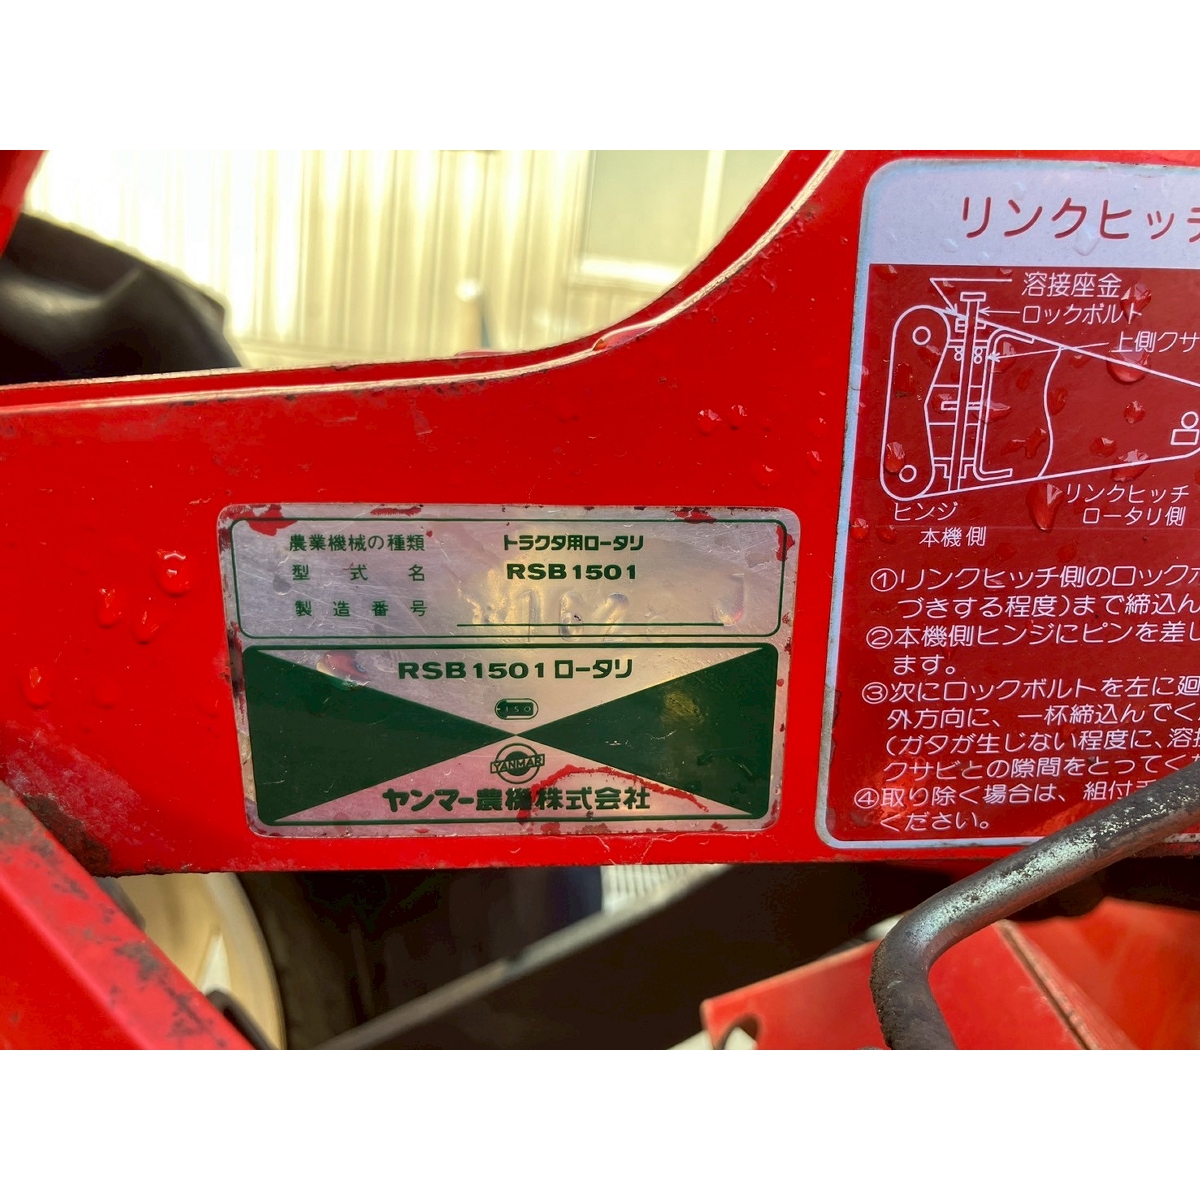 農業機械の種類 トラクタ用ロータリ
型式名 RSB1501
製造番号
RSB1501ロータリ
ISO
YANMAR
ヤンマー農機株式会社
リンクヒッチ
溶接座金
ロックボルト
上側クサ
リンクヒッチ
ロータリ側
ヒンジ
本機側
①リンクヒッチ側のロック
づきする程度)まで締込ん
②本機側ヒンジにピンを差し
ます。
③次にロックボルトを左に廻
外方向に、一杯締込んでく
(ガタが生じない程度に、溶接
クサビとの隙間をとってくだ
④取り除く場合は、組付手
ください。